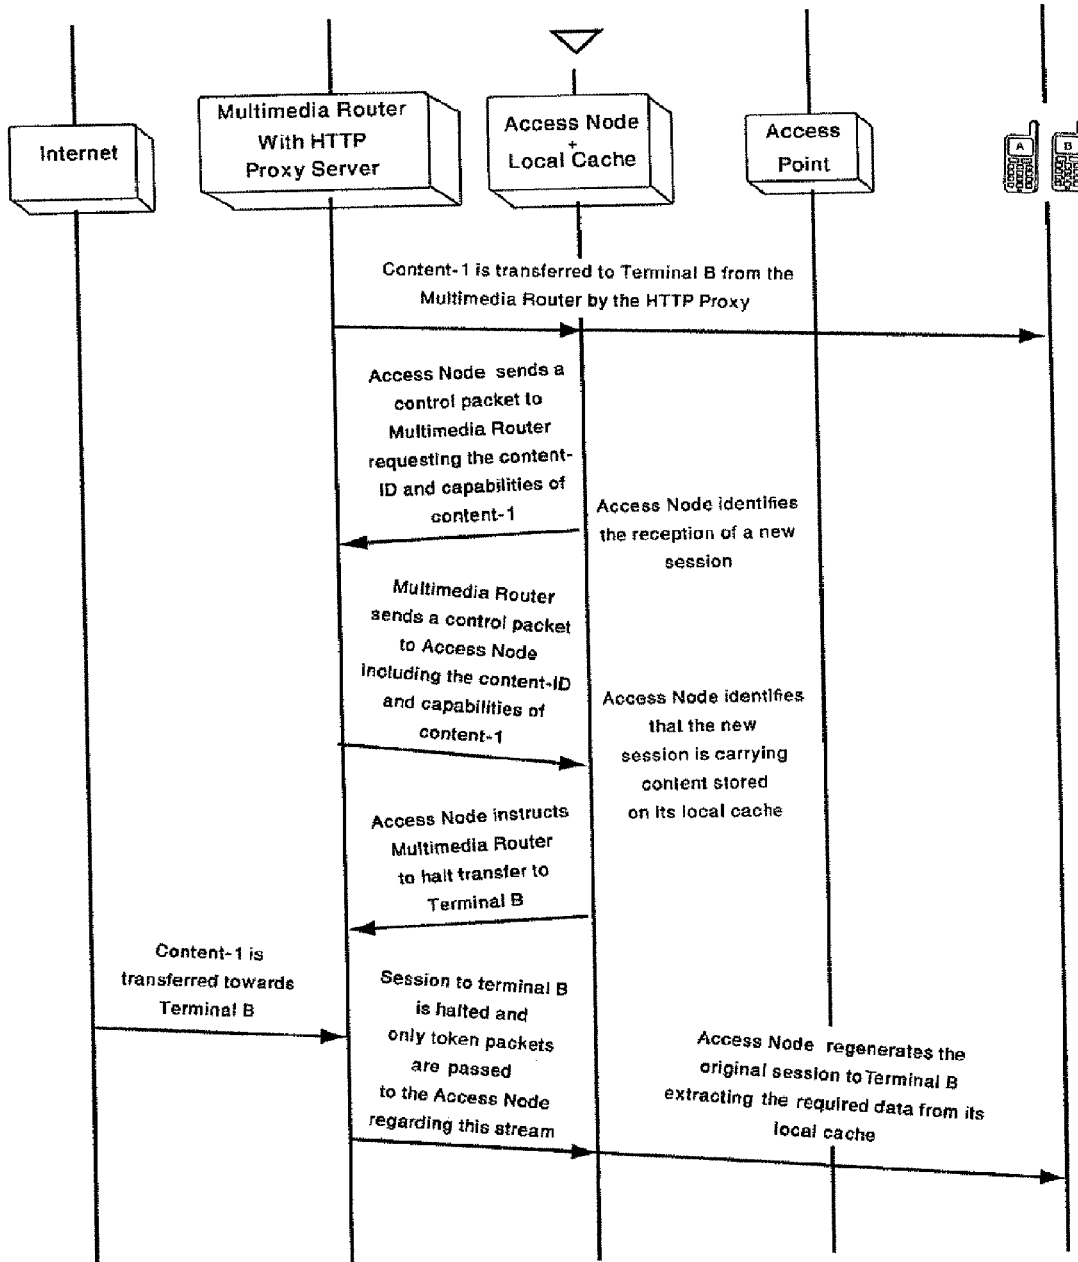 Internet
Multimedia Router
With HTTP
Proxy Server
Access Node
+
Local Cache
Access
Point
A
B
Content-1 is transferred to Terminal B from the
Multimedia Router by the HTTP Proxy
Access Node sends a
control packet to
Multimedia Router
requesting the content-
ID and capabilities of
content-1
Access Node identifies
the reception of a new
session
Multimedia Router
sends a control packet
to Access Node
including the content-ID
and capabilities of
content-1
Access Node identifies
that the new
session is carrying
content stored
on its local cache
Access Node instructs
Multimedia Router
to halt transfer to
Terminal B
Content-1 is
transferred towards
Terminal B
Session to terminal B
is halted and
only token packets
are passed
to the Access Node
regarding this stream
Access Node regenerates the
original session to Terminal B
extracting the required data from its
local cache